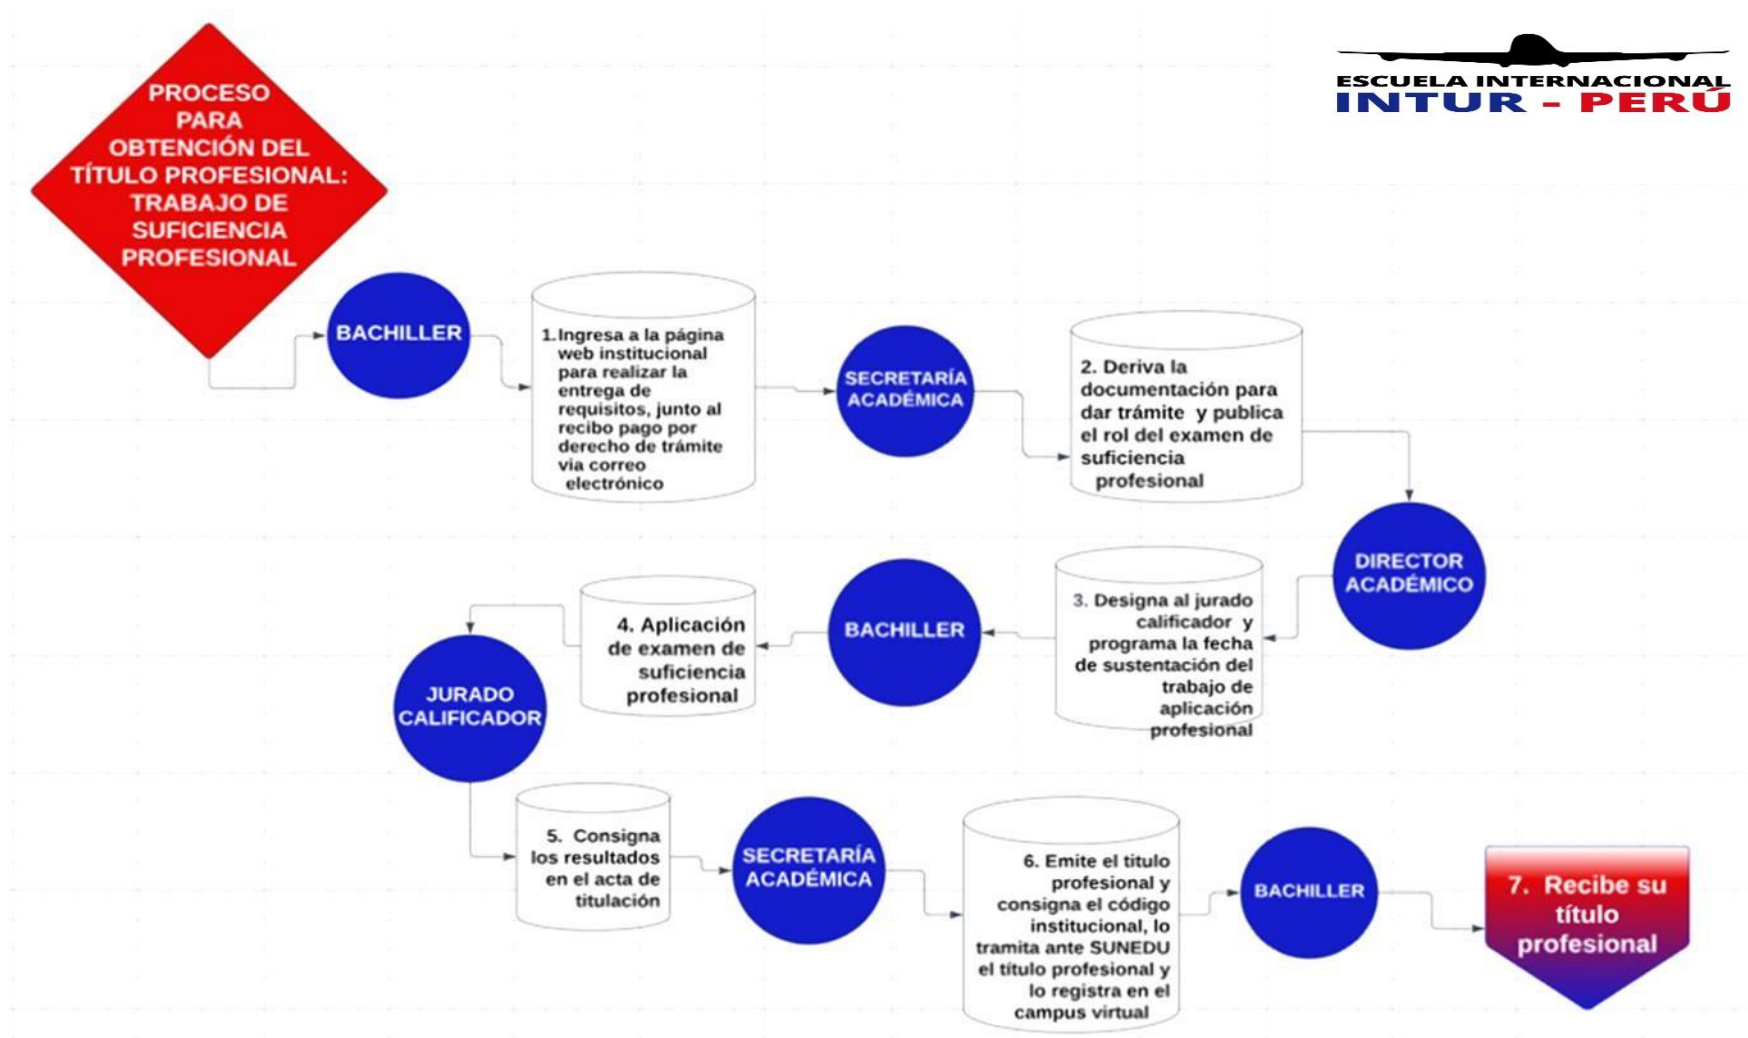 PROCESO
PARA
OBTENCIÓN DEL
TÍTULO PROFESIONAL:
TRABAJO DE
SUFICIENCIA
PROFESIONAL
ESCUELA INTERNACIONAL
INTUR - PERÚ
BACHILLER
1.Ingresa a la página
web institucional
para realizar la
entrega de
requisitos, junto al
recibo pago por
derecho de trámite
via correo
electrónico
SECRETARÍA
ACADÉMICA
2. Deriva la
documentación para
dar trámite y publica
el rol del examen de
suficiencia
profesional
DIRECTOR
ACADÉMICO
3. Designa al jurado
calificador y
programa la fecha
de sustentación del
trabajo de
aplicación
profesional
BACHILLER
4. Aplicación
de examen de
suficiencia
profesional
JURADO
CALIFICADOR
5. Consigna
los resultados
en el acta de
titulación
SECRETARÍA
ACADÉMICA
6. Emite el titulo
profesional y
consigna el código
institucional, lo
tramita ante SUNEDU
el título profesional y
lo registra en el
campus virtual
BACHILLER
7. Recibe su
título
profesional